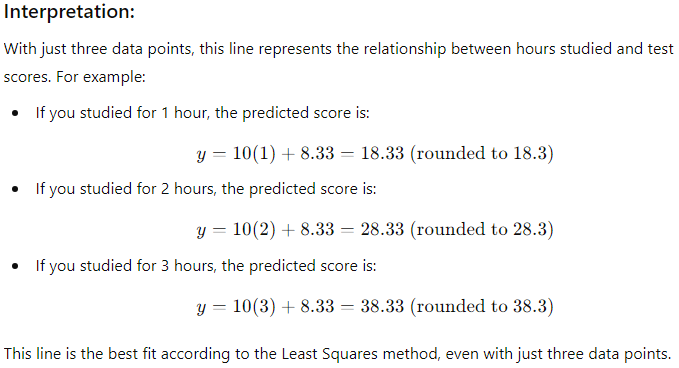 Interpretation:
With just three data points, this line represents the relationship between hours studied and test
scores. For example:
• If you studied for 1 hour, the predicted score is:
y = 10(1) + 8.33 = 18.33 (rounded to 18.3)
• If you studied for 2 hours, the predicted score is:
y = 10(2) + 8.33 = 28.33 (rounded to 28.3)
• If you studied for 3 hours, the predicted score is:
y = 10(3) + 8.33 = 38.33 (rounded to 38.3)
This line is the best fit according to the Least Squares method, even with just three data points.